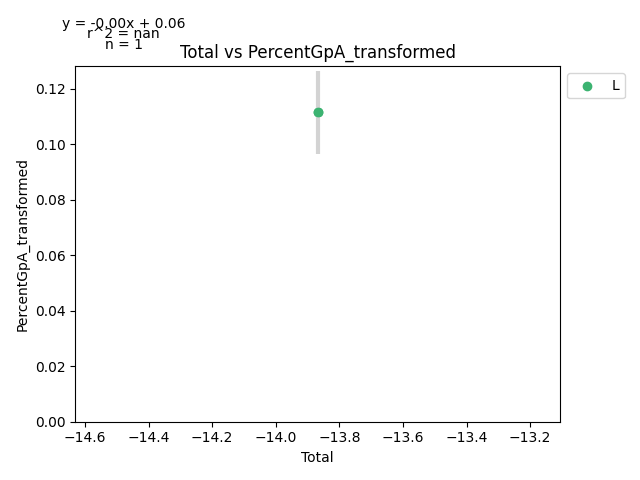 y = -0.00x + 0.06
r^2 = nan
n = 1
Total vs PercentGpA_transformed
L
PercentGpA_transformed
0.12
0.10
0.08
0.06
0.04
0.02
0.00
−14.6 −14.4 −14.2 −14.0 −13.8 −13.6 −13.4 −13.2
Total